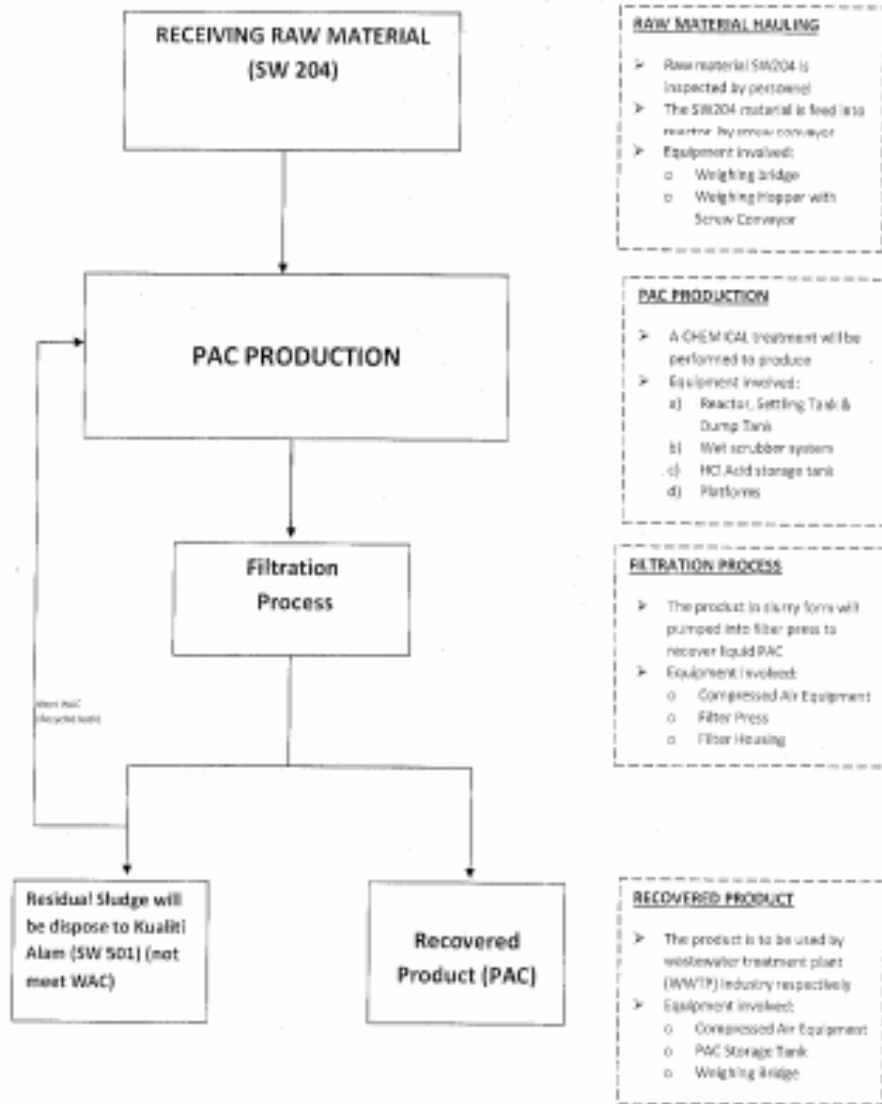 RECEIVING RAW MATERIAL
(SW 204)
PAC PRODUCTION
Filtration
Process
(Recycle back)
Residual Sludge will
be dispose to Kualiti
Alam (SW 501) (not
meet WAC)
Recovered
Product (PAC)
RAW MATERIAL HAULING
➢ Raw material SW204 is
inspected by personnel
➢ The SW204 material is feed into
reactor by screw conveyor
➢ Equipment involved:
o Weighing bridge
o Weighing Hopper with
Screw Conveyor
PAC PRODUCTION
➢ A CHEMICAL treatment will be
performed to produce
➢ Equipment involved:
a) Reactor, Settling Tank &
Dump Tank
b) Wet scrubber system
c) HCl Acid storage tank
d) Platforms
FILTRATION PROCESS
➢ The product in slurry form will
pumped into filter press to
recover liquid PAC
➢ Equipment involved:
o Compressed Air Equipment
o Filter Press
o Filter Housing
RECOVERED PRODUCT
➢ The product is to be used by
wastewater treatment plant
(WWTP) Industry respectively
➢ Equipment involved:
o Compressed Air Equipment
o PAC Storage Tank
o Weighing Bridge